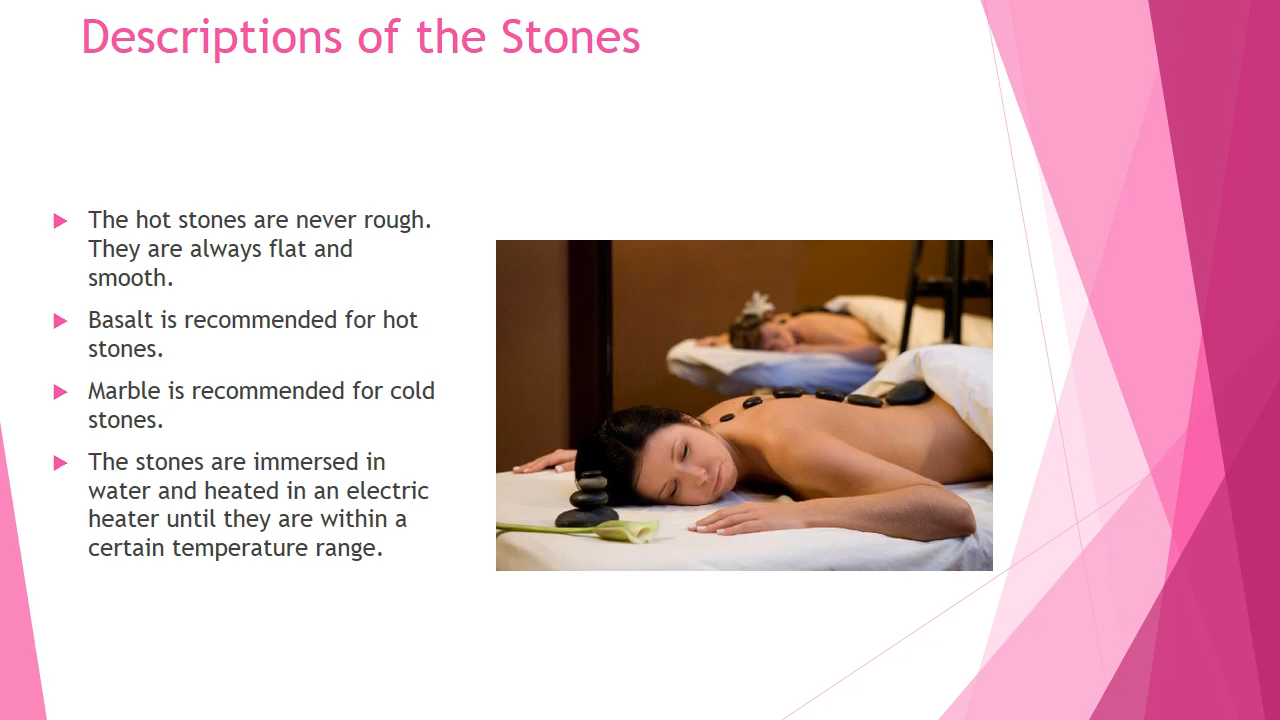 Descriptions of the Stones
The hot stones are never rough.
They are always flat and
smooth.
Basalt is recommended for hot
stones.
Marble is recommended for cold
stones.
The stones are immersed in
water and heated in an electric
heater until they are within a
certain temperature range.